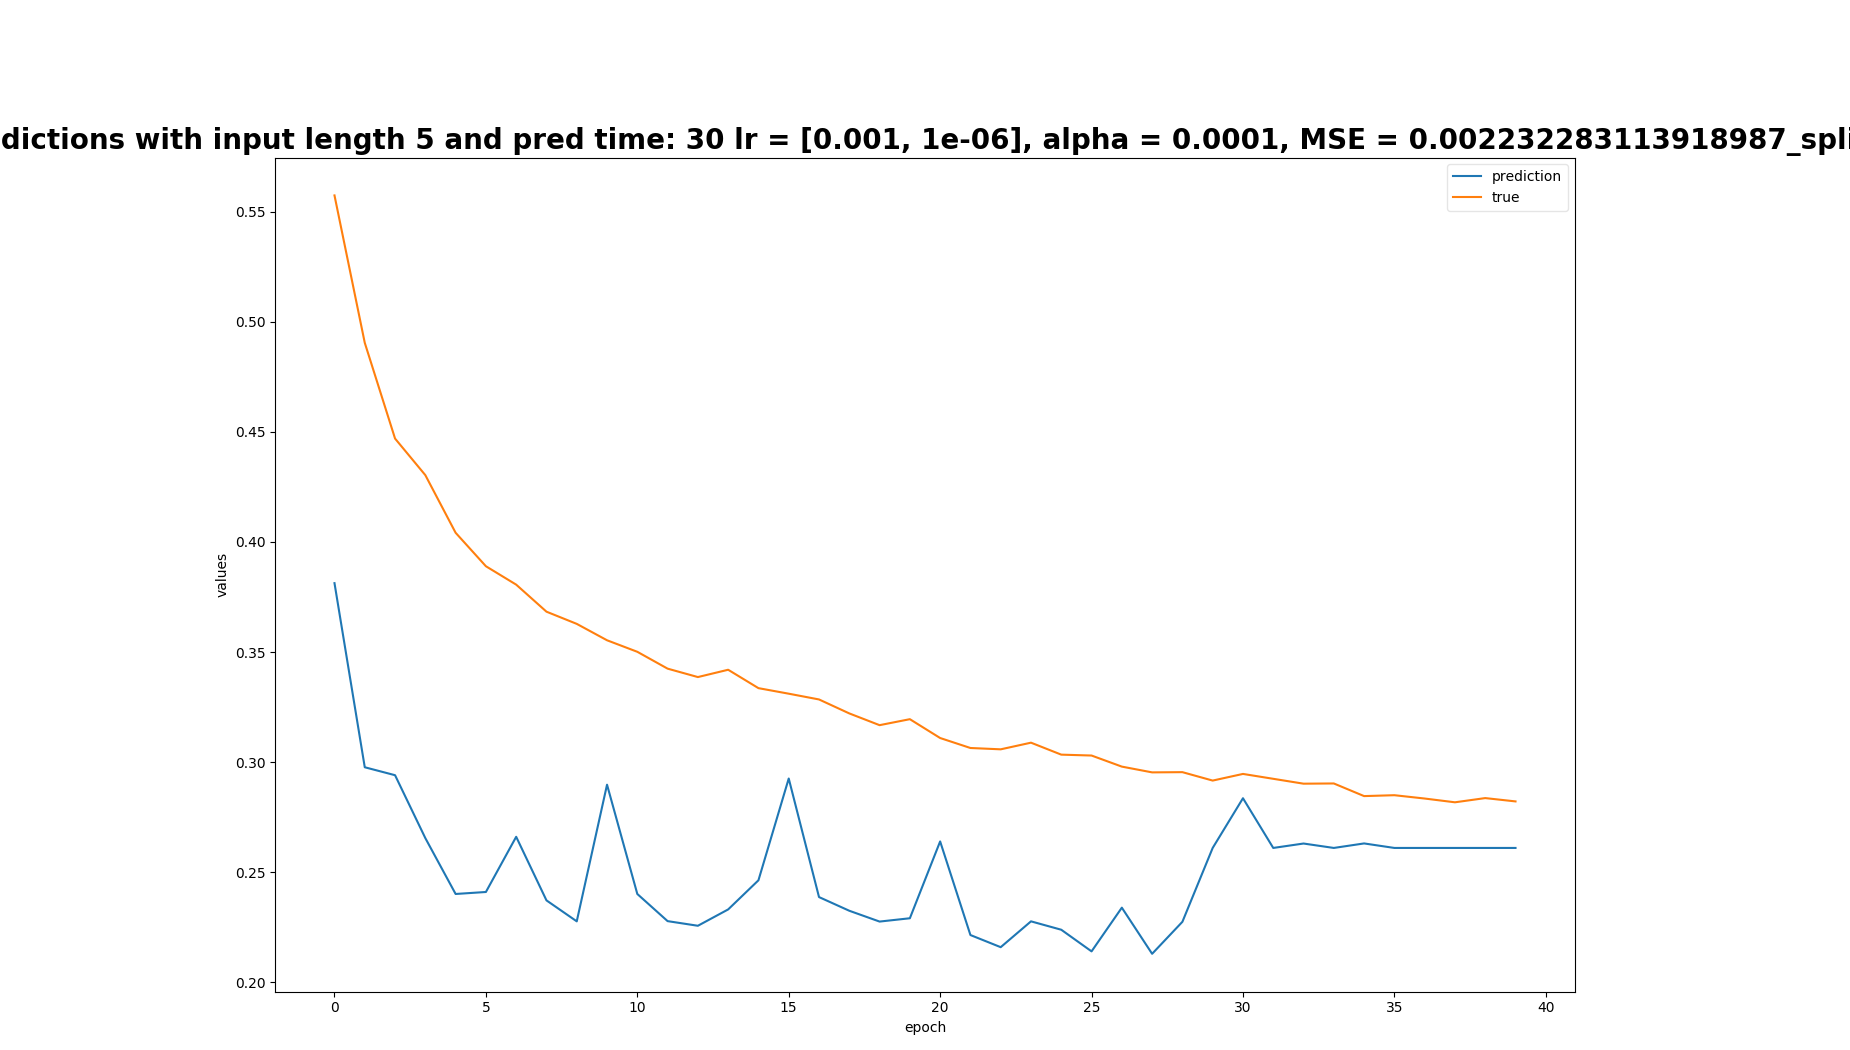 dictions with input length 5 and pred time: 30 lr = [0.001, 1e-06], alpha = 0.0001, MSE = 0.002232283113918987_spli
prediction
true
0.55
0.50
0.45
0.40
0.35
0.30
0.25
0.20
values
0 5 10 15 20 25 30 35 40
epoch